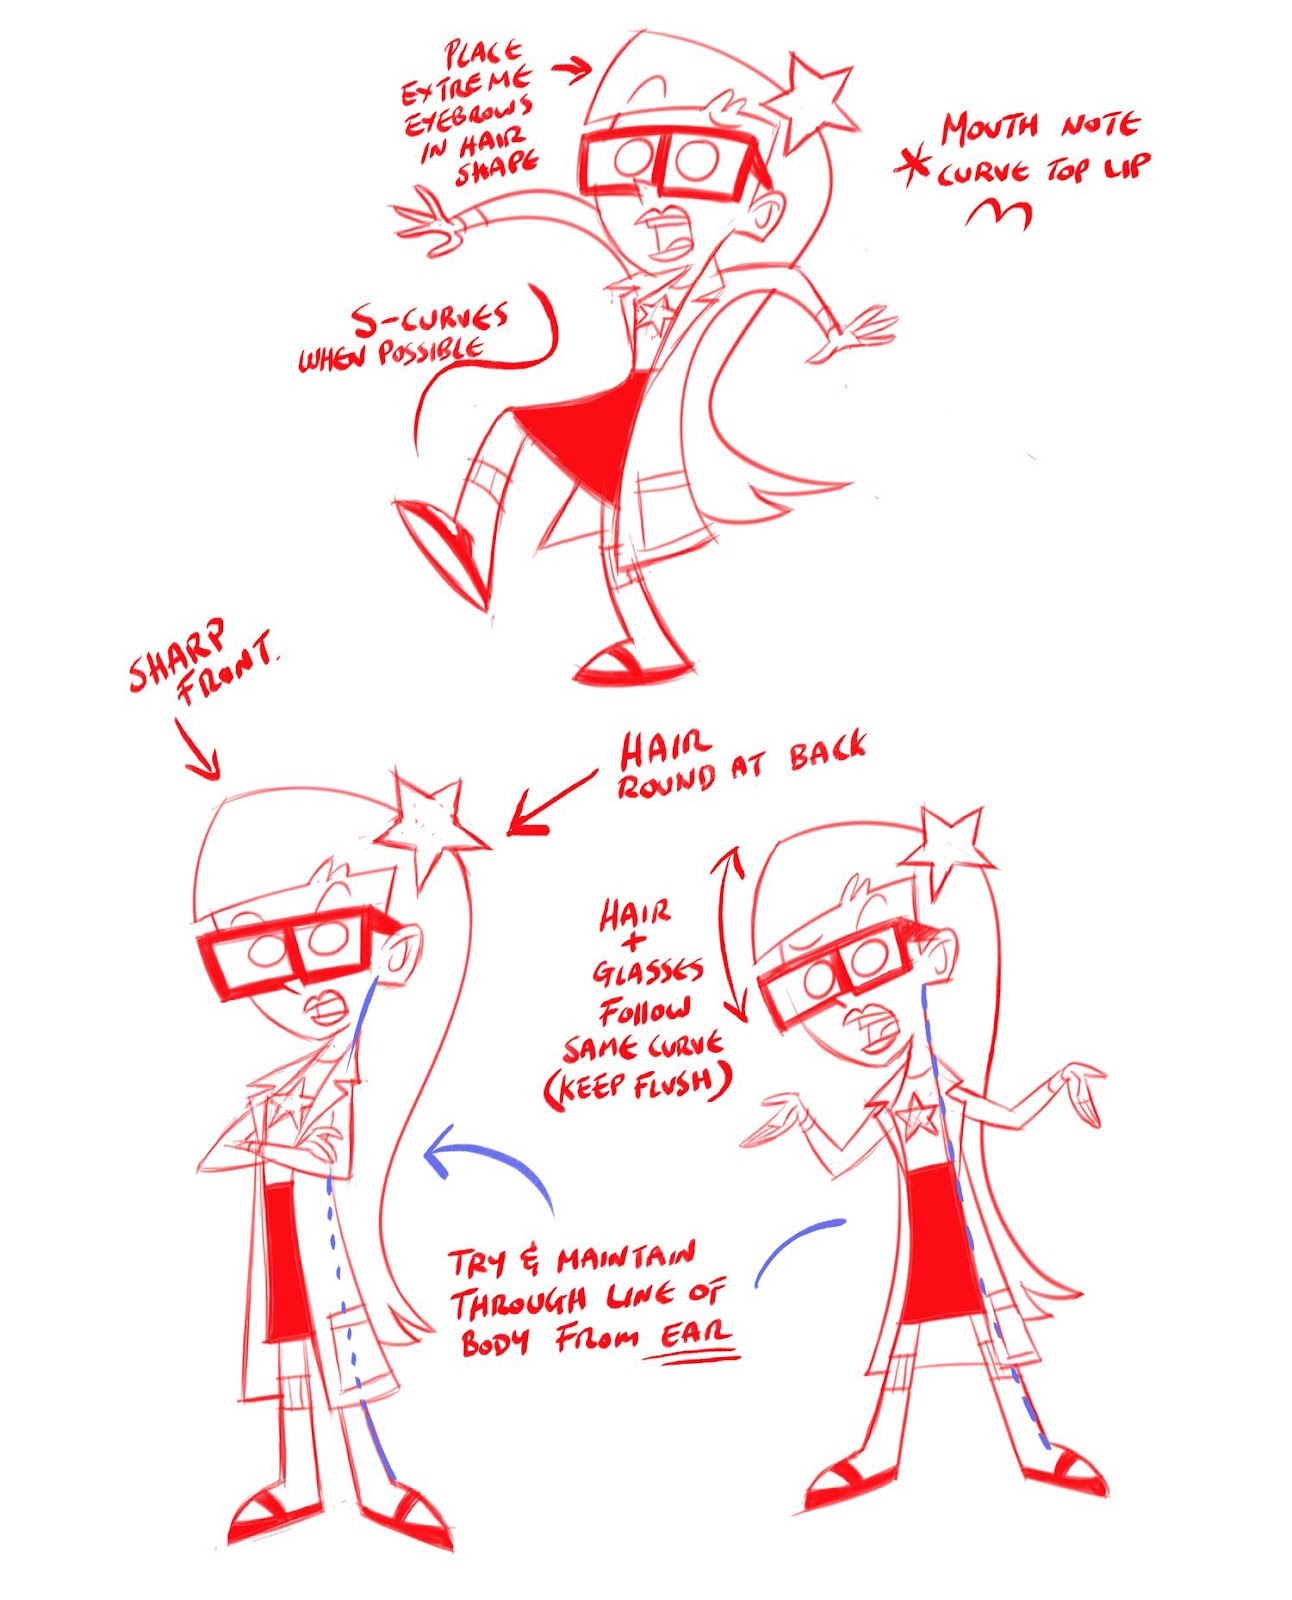 PLACE
EXTREME
EYEBROWS
IN HAIR
SHAPE
MOUTH NOTE
* CURVE TOP LIP
S-CURVES
WHEN POSSIBLE
SHARP
FRONT.
HAIR
ROUND AT BACK
HAIR
+
GLASSES
FOLLOW
SAME CURVE
(KEEP FLUSH)
TRY & MAINTAIN
THROUGH LINE OF
BODY FROM EAR